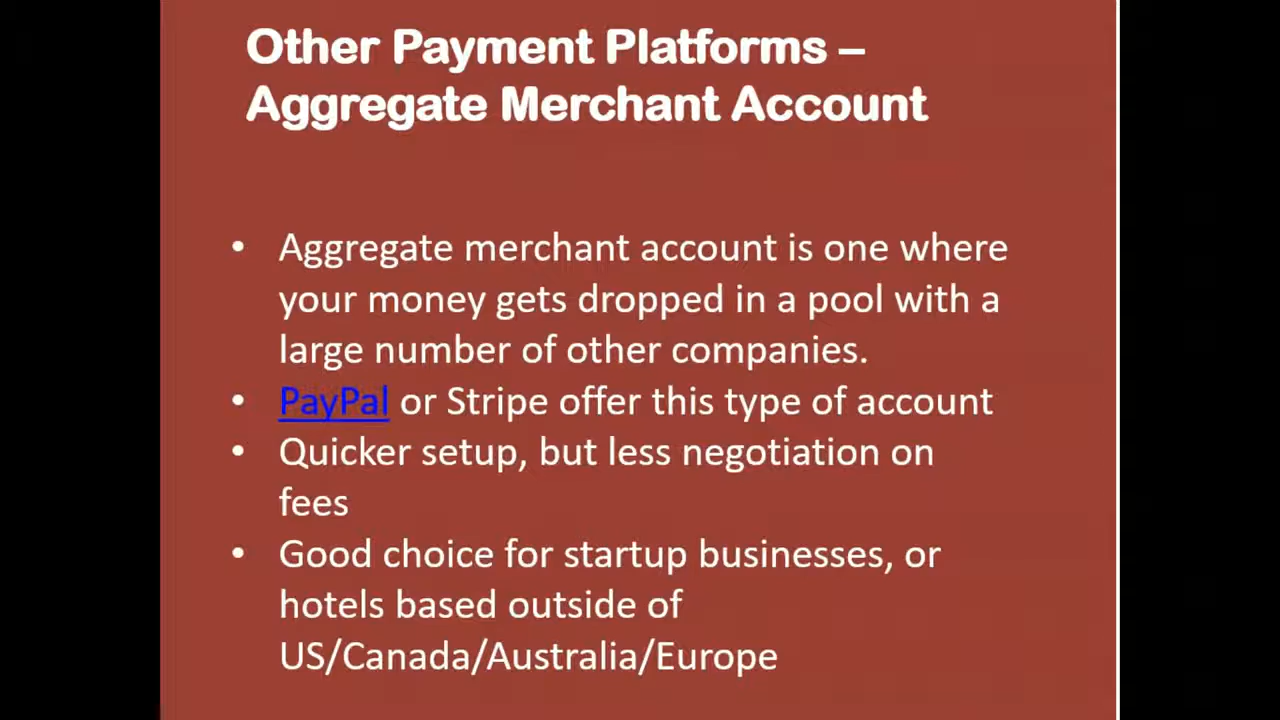 Other Payment Platforms –
Aggregate Merchant Account
• Aggregate merchant account is one where
your money gets dropped in a pool with a
large number of other companies.
• PayPal or Stripe offer this type of account
• Quicker setup, but less negotiation on
fees
• Good choice for startup businesses, or
hotels based outside of
US/Canada/Australia/Europe